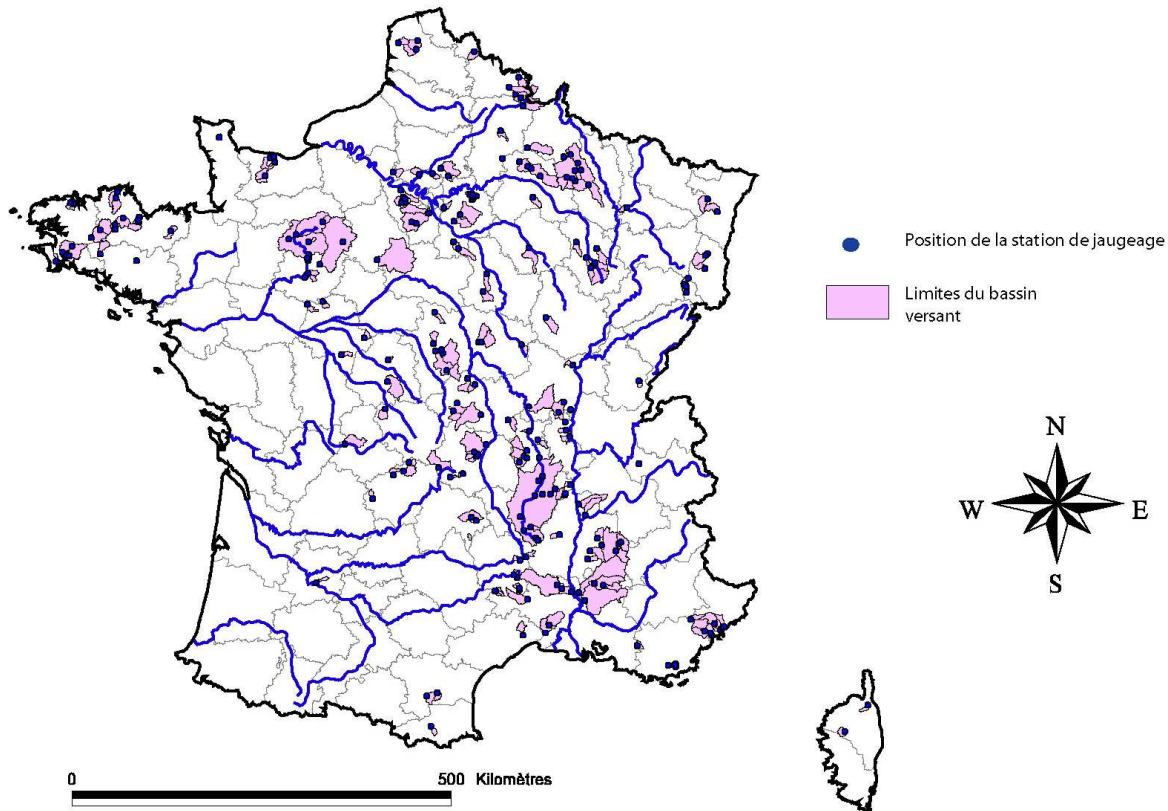 Position de la station de jaugeage
Limites du bassin
versant
N
W E
S
0 500 Kilomètres